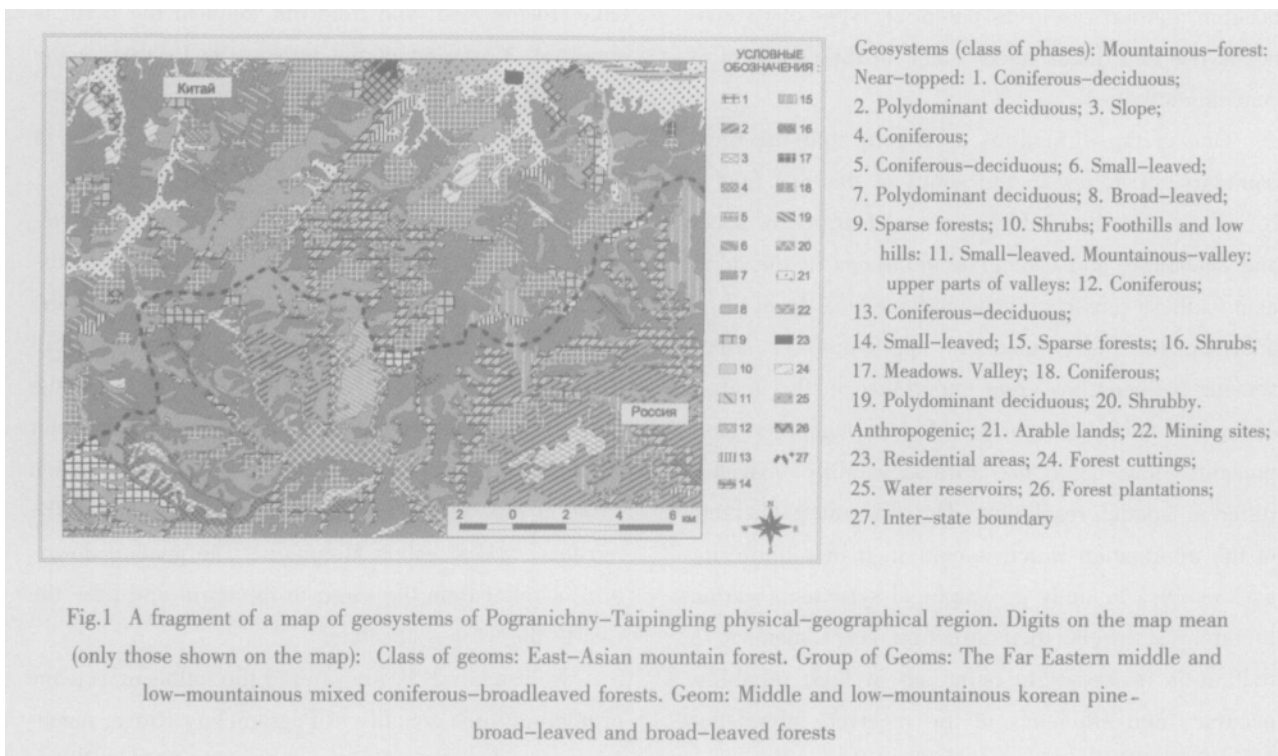 Китай
Россия
2 0 2 4 6 км
УСЛОВНЫЕ
ОБОЗНАЧЕНИЯ :
1 15
2 16
3 17
4 18
5 19
6 20
7 21
8 22
9 23
10 24
11 25
12 26
13 27
14
Geosystems (class of phases): Mountainous-forest:
Near-topped: 1. Coniferous-deciduous;
2. Polydominant deciduous; 3. Slope;
4. Coniferous;
5. Coniferous-deciduous; 6. Small-leaved;
7. Polydominant deciduous; 8. Broad-leaved;
9. Sparse forests; 10. Shrubs; Foothills and low
hills: 11. Small-leaved. Mountainous-valley:
upper parts of valleys: 12. Coniferous;
13. Coniferous-deciduous;
14. Small-leaved; 15. Sparse forests; 16. Shrubs;
17. Meadows. Valley; 18. Coniferous;
19. Polydominant deciduous; 20. Shrubby.
Anthropogenic; 21. Arable lands; 22. Mining sites;
23. Residential areas; 24. Forest cuttings;
25. Water reservoirs; 26. Forest plantations;
27. Inter-state boundary
Fig.1 A fragment of a map of geosystems of Pogranichny-Taipingling physical-geographical region. Digits on the map mean
(only those shown on the map): Class of geoms: East-Asian mountain forest. Group of Geoms: The Far Eastern middle and
low-mountainous mixed coniferous-broadleaved forests. Geom: Middle and low-mountainous korean pine-
broad-leaved and broad-leaved forests